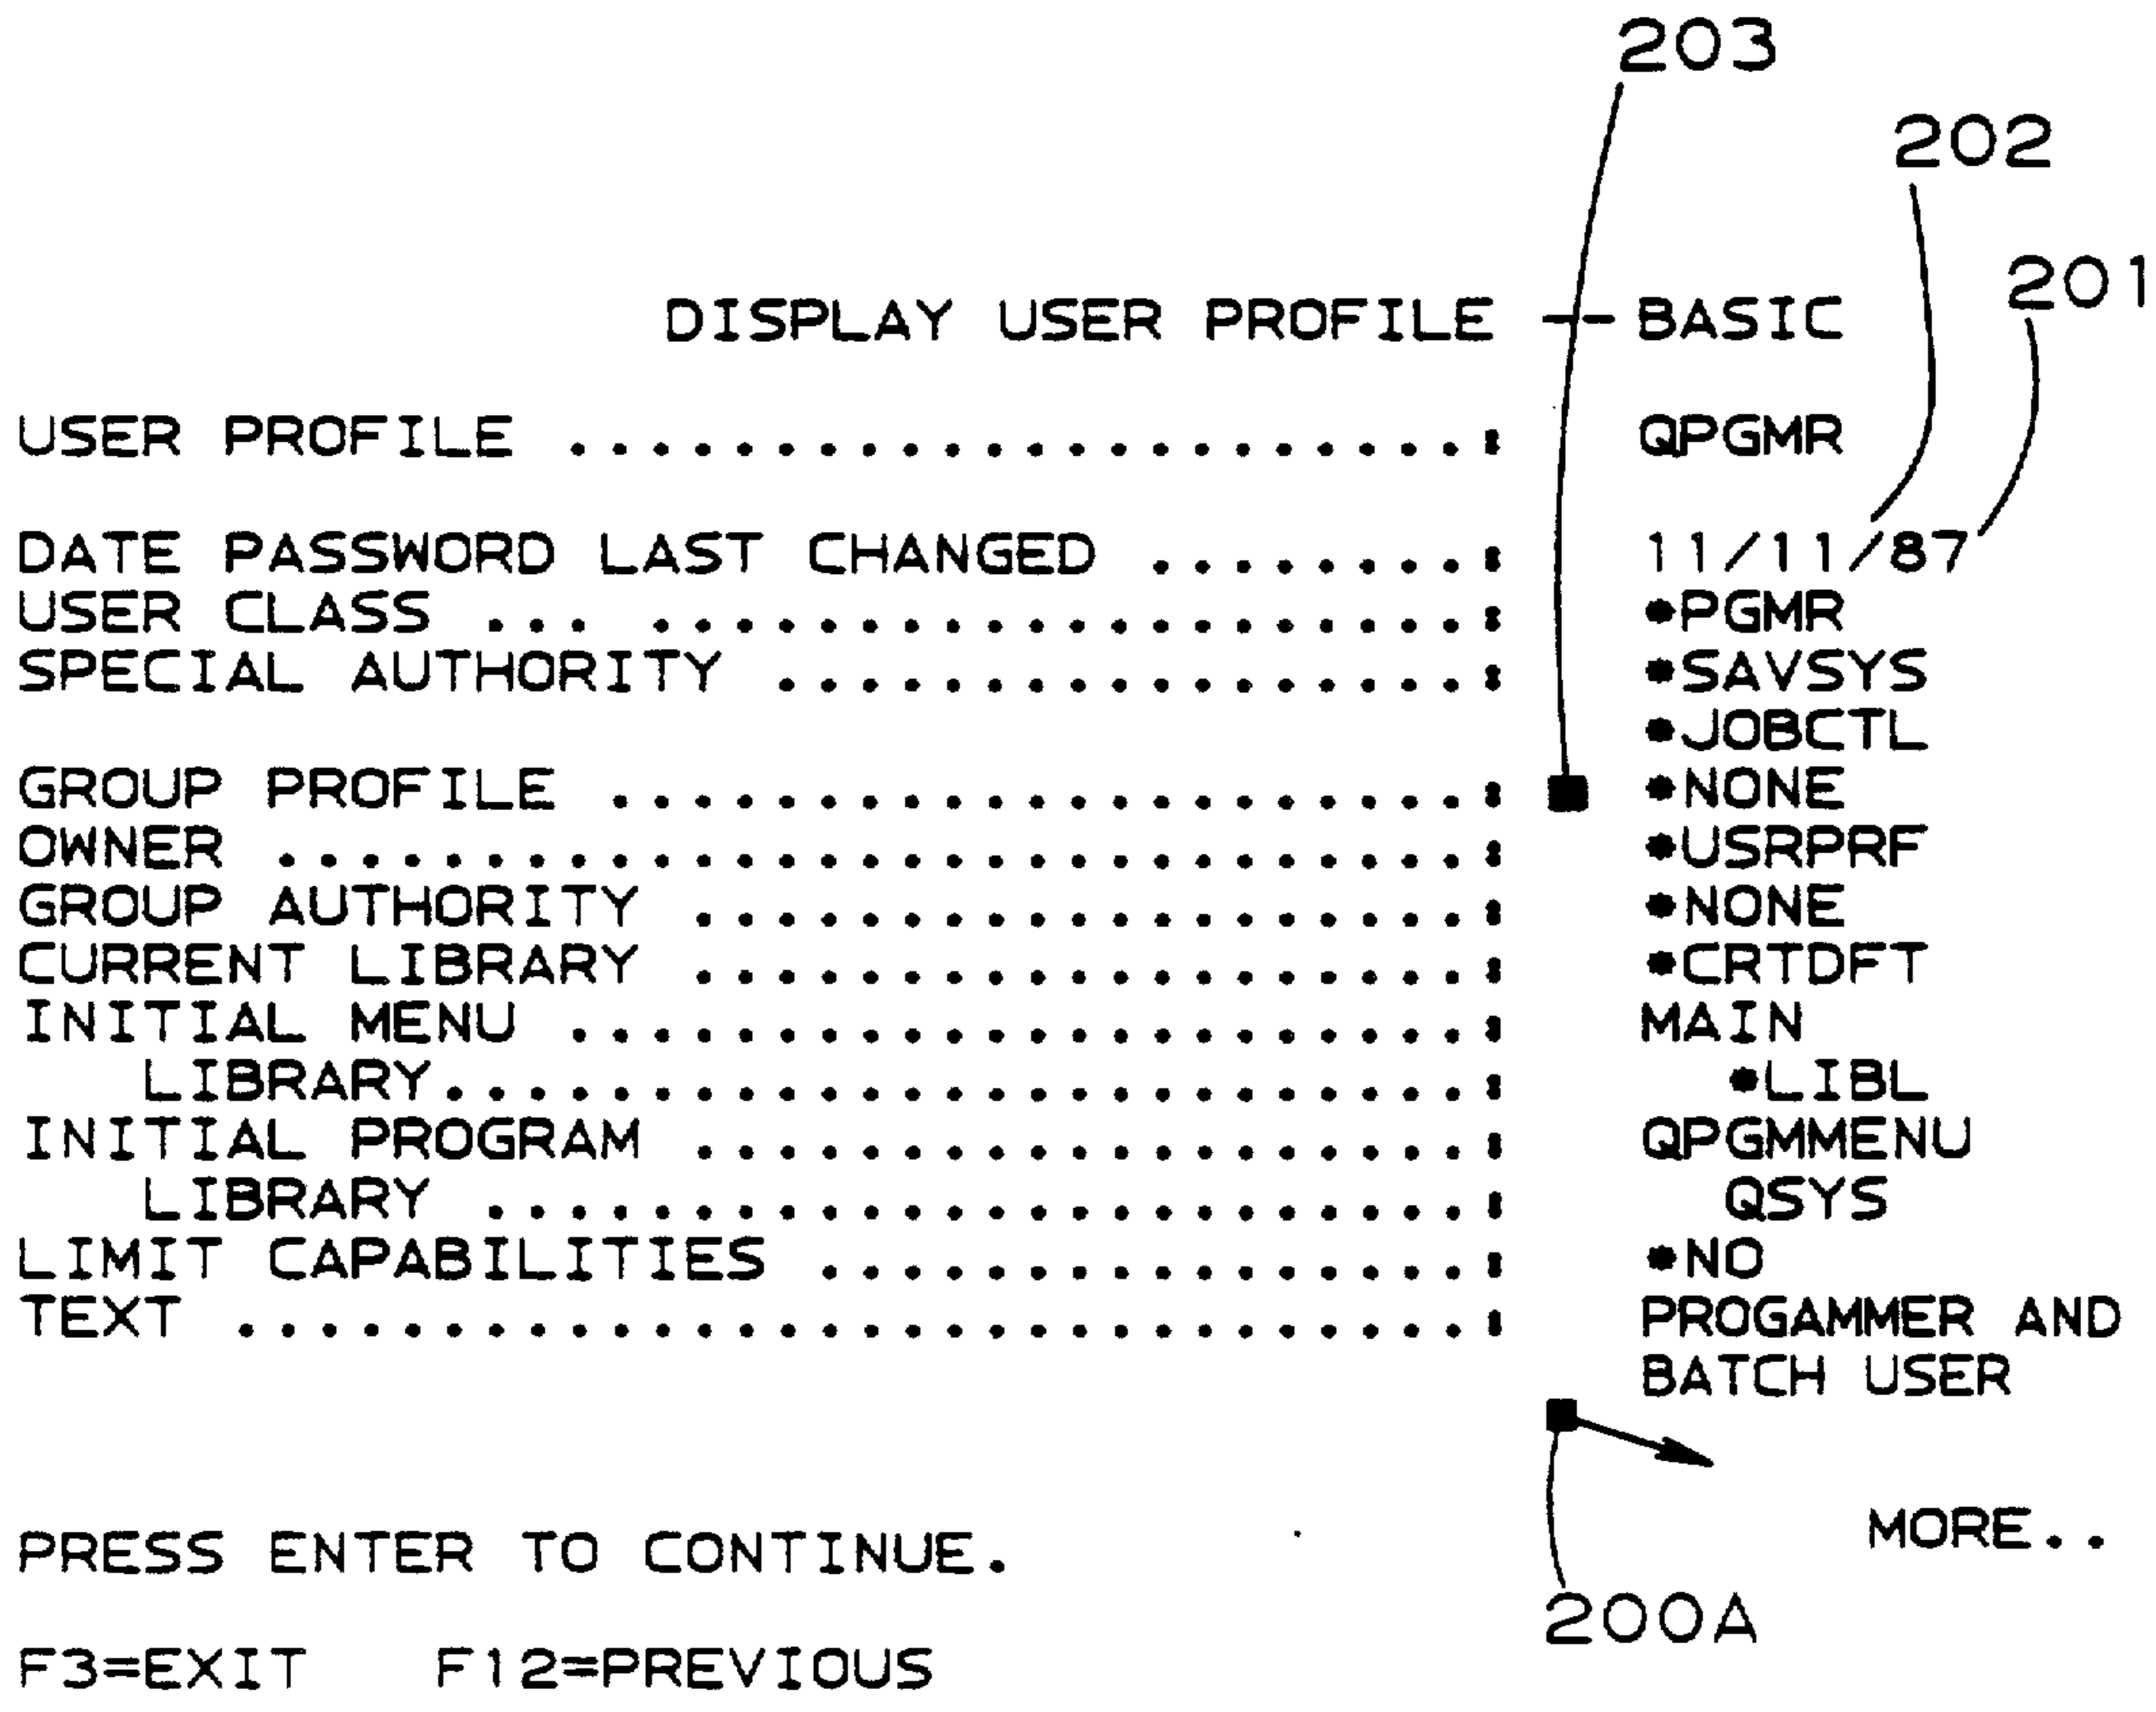 203
202
201
DISPLAY USER PROFILE -- BASIC
USER PROFILE .......................: QPGMR
DATE PASSWORD LAST CHANGED ........: 11/11/87
USER CLASS ... ....................: *PGMR
SPECIAL AUTHORITY .................: *SAVSYS
*JOBCTL
GROUP PROFILE .....................: *NONE
OWNER .............................: *USRPRF
GROUP AUTHORITY ...................: *NONE
CURRENT LIBRARY ...................: *CRTDFT
INITIAL MENU ......................: MAIN
LIBRARY.........................: *LIBL
INITIAL PROGRAM ...................: QPGMMENU
LIBRARY ........................: QSYS
LIMIT CAPABILITIES ................: *NO
TEXT ..............................: PROGAMMER AND
BATCH USER
MORE..
PRESS ENTER TO CONTINUE.
200A
F3=EXIT F12=PREVIOUS